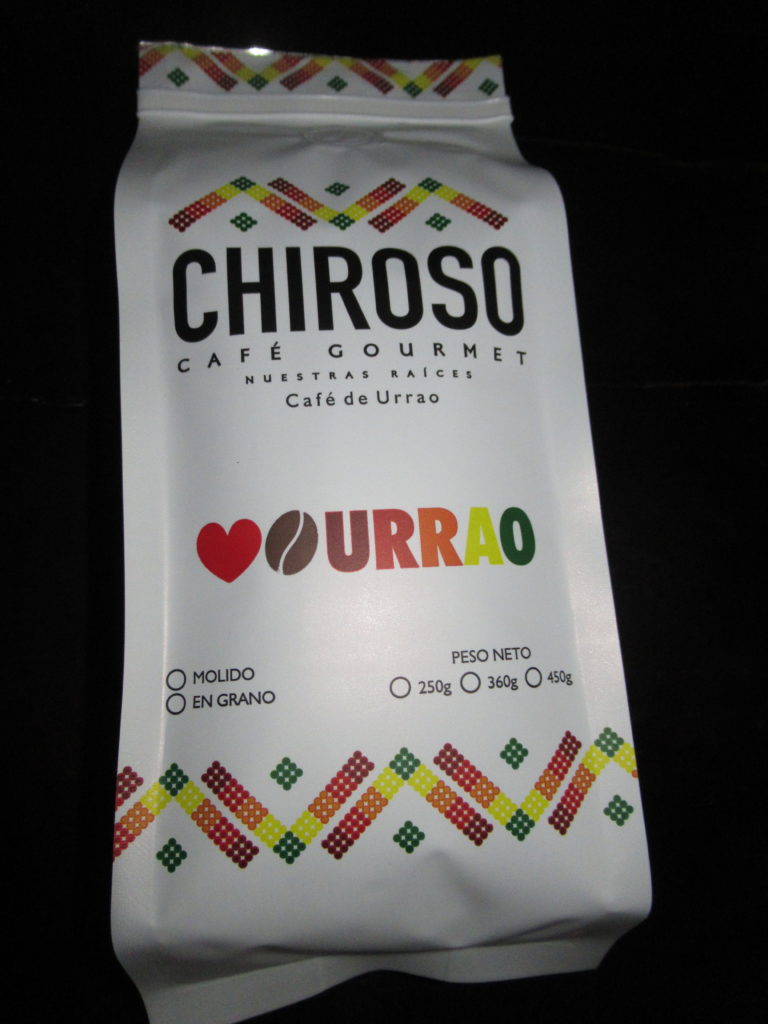 CHIROSO
CAFÉ GOURMET
NUESTRAS RAÍCES
Café de Urrao
URRAO
MOLIDO
EN GRANO
PESO NETO
250g 360g 450g